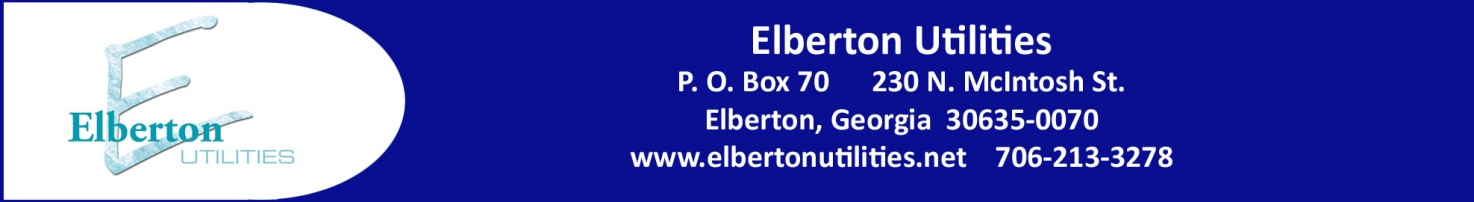 Elberton
UTILITIES
Elberton Utilities
P. O. Box 70 230 N. McIntosh St.
Elberton, Georgia 30635-0070
www.elbertonutilities.net 706-213-3278